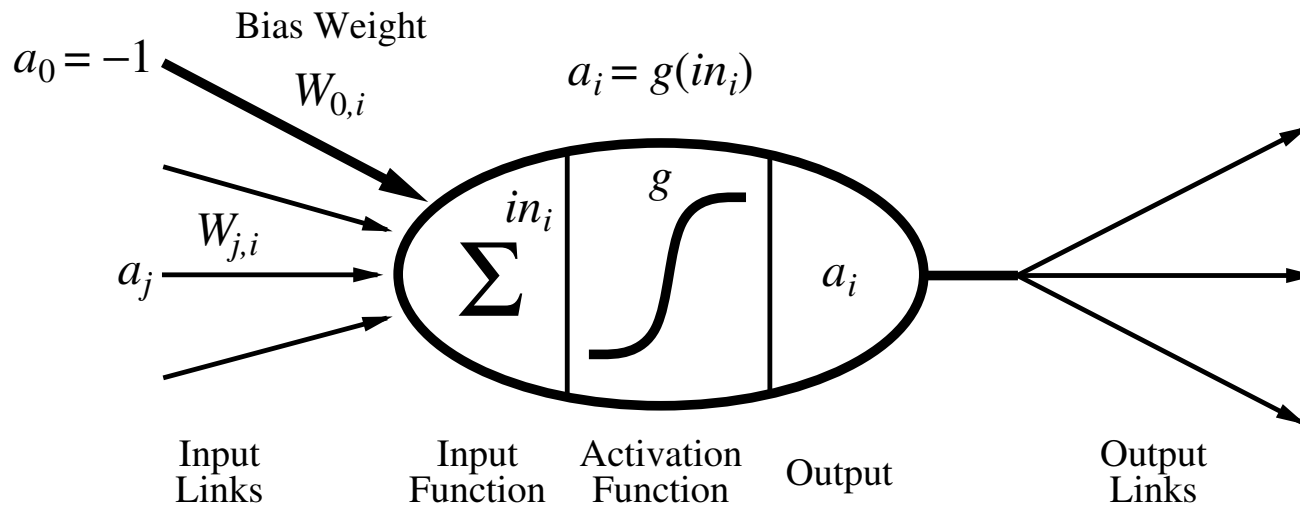 Bias Weight
a₀ = −1
W₀,ᵢ
aᵢ = g(inᵢ)
g
inᵢ
Wⱼ,ᵢ
aⱼ
Σ
aᵢ
Input
Links
Input
Function
Activation
Function
Output
Output
Links